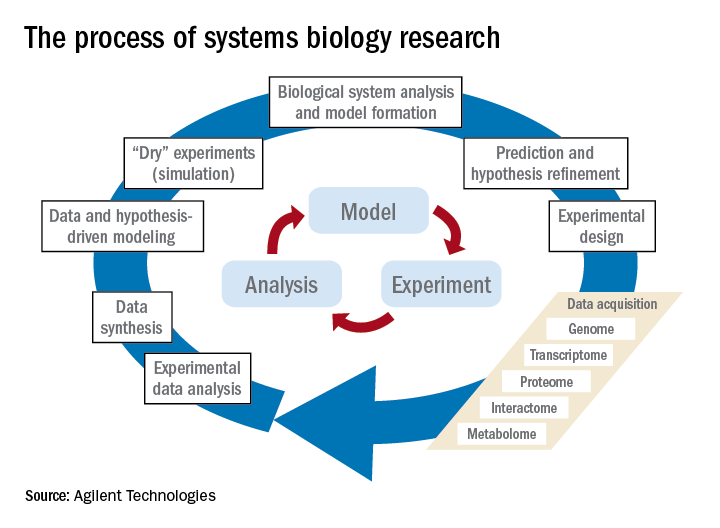 The process of systems biology research
Biological system analysis
and model formation
“Dry” experiments
(simulation)
Prediction and
hypothesis refinement
Data and hypothesis-
driven modeling
Experimental
design
Model
Analysis
Experiment
Data
synthesis
Experimental
data analysis
Data acquisition
Genome
Transcriptome
Proteome
Interactome
Metabolome
Source: Agilent Technologies